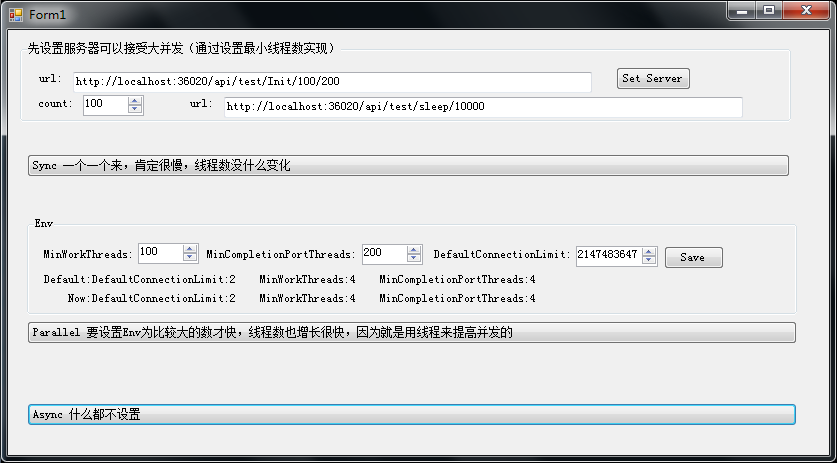 Form1
先设置服务器可以接受大并发（通过设置最小线程数实现）
url: http://localhost:36020/api/test/Init/100/200 Set Server
count: 100 url: http://localhost:36020/api/test/sleep/10000
Sync 一个一个来，肯定很慢，线程数没什么变化
Env
MinWorkThreads: 100 MinCompletionPortThreads: 200 DefaultConnectionLimit: 2147483647 Save
Default:DefaultConnectionLimit:2 MinWorkThreads:4 MinCompletionPortThreads:4
Now:DefaultConnectionLimit:2 MinWorkThreads:4 MinCompletionPortThreads:4
Parallel 要设置Env为比较大的数才快，线程数也增长很快，因为就是用线程来提高并发的
Async 什么都不设置